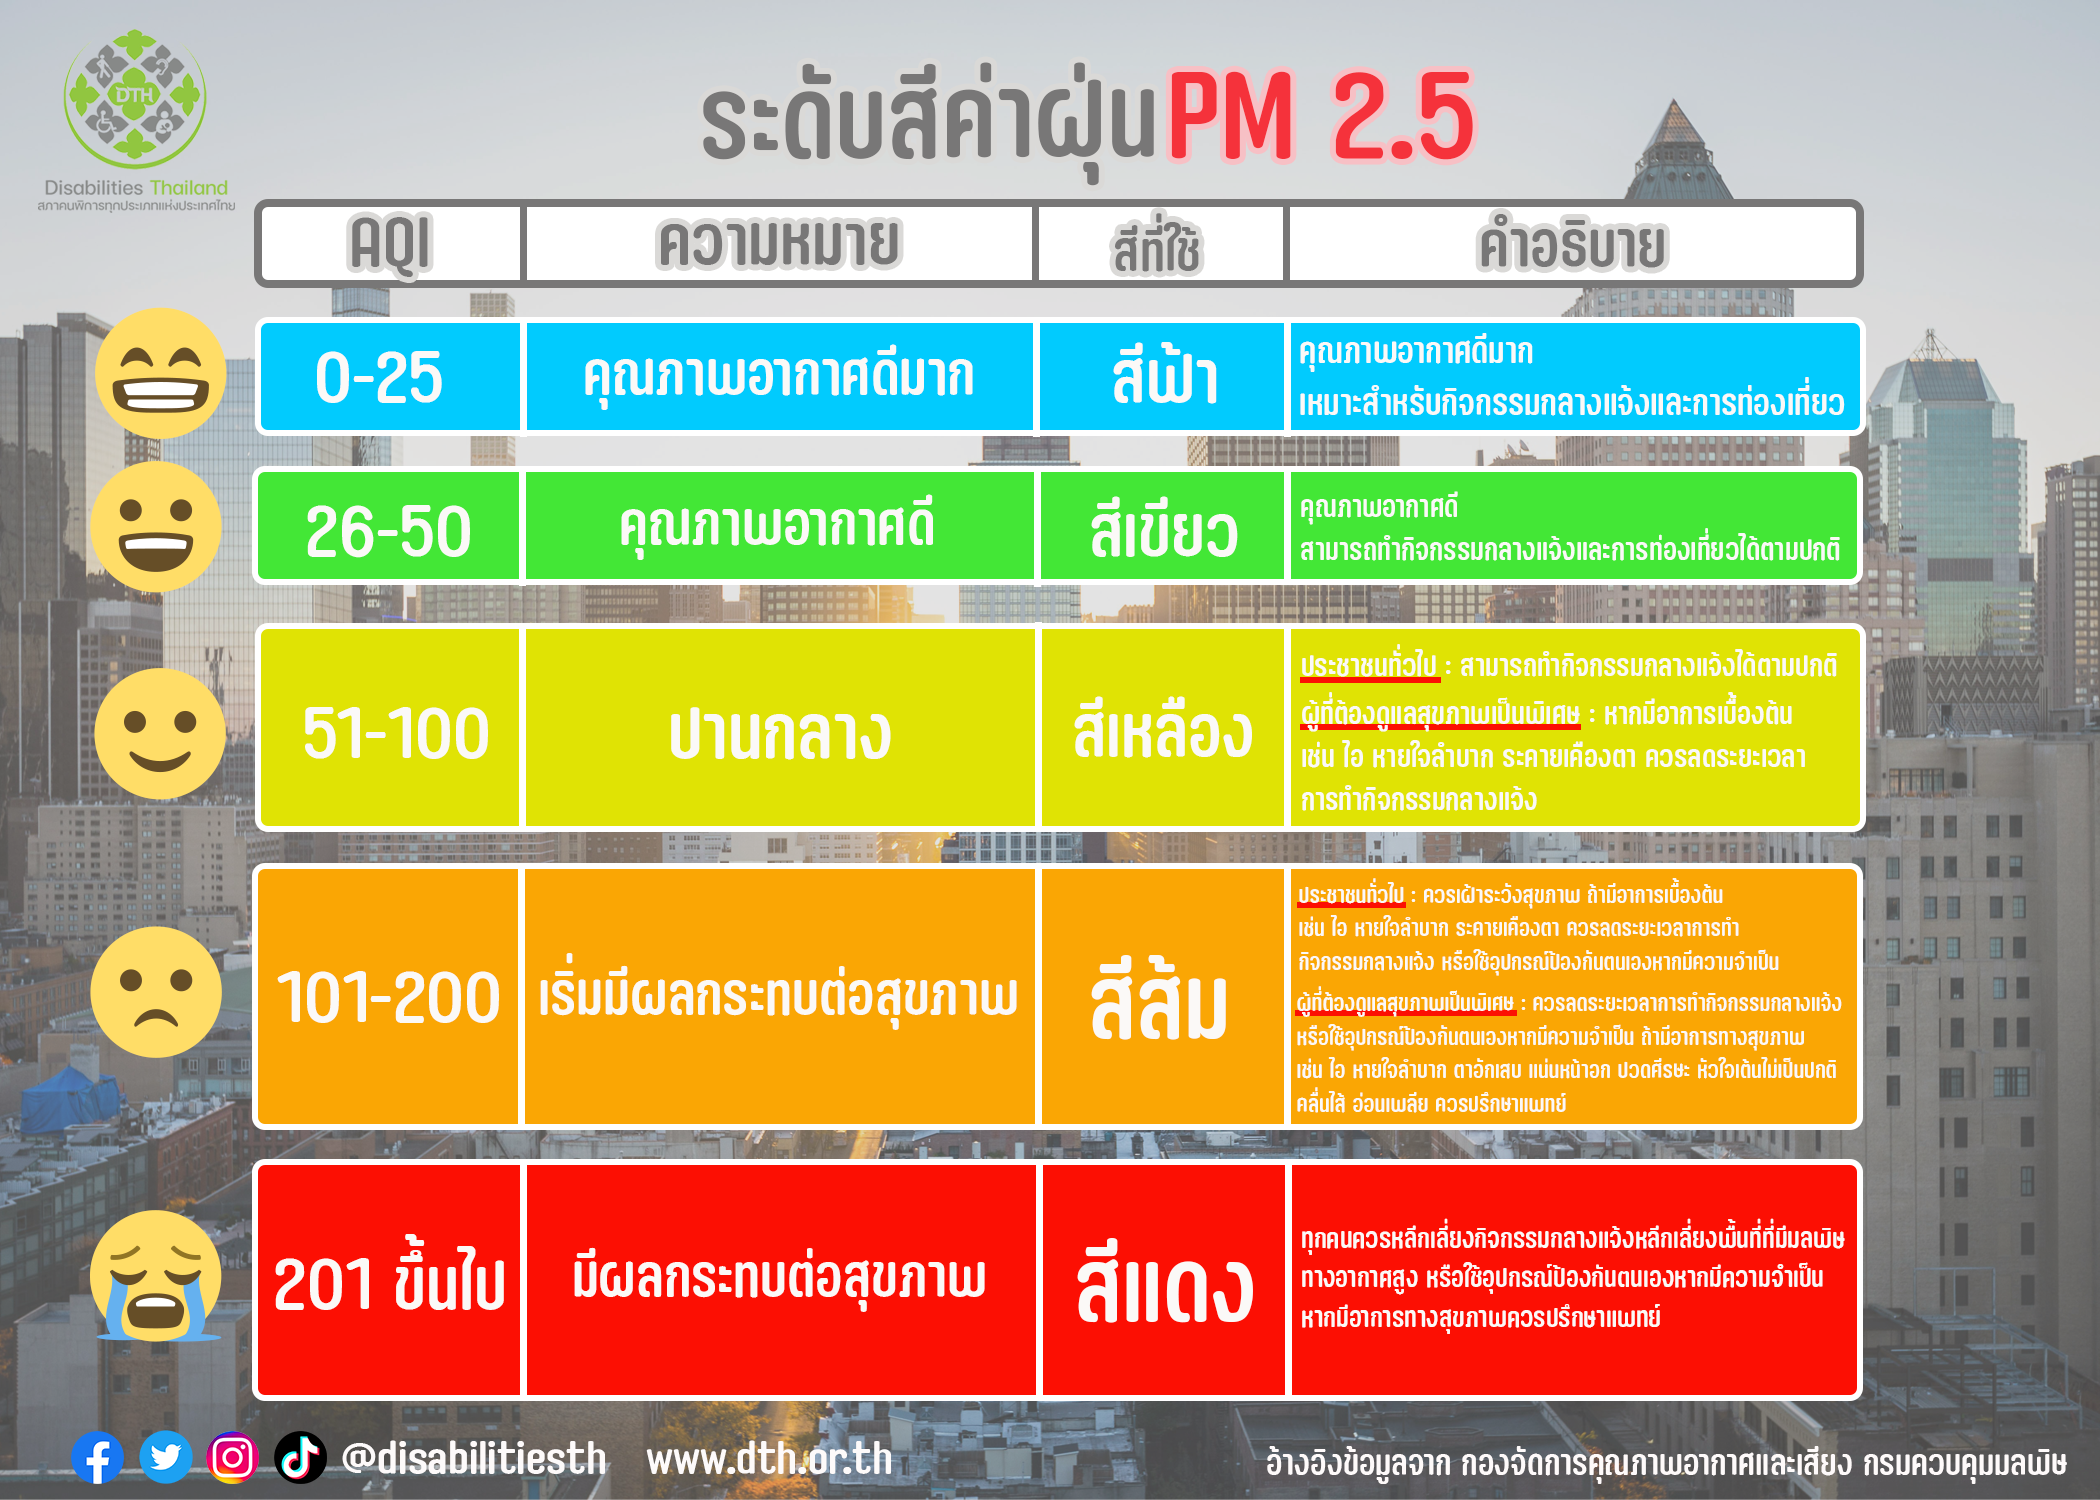 DTH
Disabilities Thailand
สภาคนพิการทุกประเภทแห่งประเทศไทย
ระดับสีค่าฝุ่น PM 2.5
AQI ความหมาย สีที่ใช้ คำอธิบาย
0-25 คุณภาพอากาศดีมาก สีฟ้า
คุณภาพอากาศดีมาก
เหมาะสำหรับกิจกรรมกลางแจ้งและการท่องเที่ยว
26-50 คุณภาพอากาศดี สีเขียว
คุณภาพอากาศดี
สามารถทำกิจกรรมกลางแจ้งและการท่องเที่ยวได้ตามปกติ
51-100 ปานกลาง สีเหลือง
ประชาชนทั่วไป : สามารถทำกิจกรรมกลางแจ้งได้ตามปกติ
ผู้ที่ต้องดูแลสุขภาพเป็นพิเศษ : หากมีอาการเบื้องต้น
เช่น ไอ หายใจลำบาก ระคายเคืองตา ควรลดระยะเวลา
การทำกิจกรรมกลางแจ้ง
101-200 เริ่มมีผลกระทบต่อสุขภาพ สีส้ม
ประชาชนทั่วไป : ควรเฝ้าระวังสุขภาพ ถ้ามีอาการเบื้องต้น
เช่น ไอ หายใจลำบาก ระคายเคืองตา ควรลดระยะเวลาการทำ
กิจกรรมกลางแจ้ง หรือใช้อุปกรณ์ป้องกันตนเองหากมีความจำเป็น
ผู้ที่ต้องดูแลสุขภาพเป็นพิเศษ : ควรลดระยะเวลาการทำกิจกรรมกลางแจ้ง
หรือใช้อุปกรณ์ป้องกันตนเองหากมีความจำเป็น ถ้ามีอาการทางสุขภาพ
เช่น ไอ หายใจลำบาก ตาอักเสบ แน่นหน้าอก ปวดศีรษะ หัวใจเต้นไม่เป็นปกติ
คลื่นไส้ อ่อนเพลีย ควรปรึกษาแพทย์
201 ขึ้นไป มีผลกระทบต่อสุขภาพ สีแดง
ทุกคนควรหลีกเลี่ยงกิจกรรมกลางแจ้งหลีกเลี่ยงพื้นที่ที่มีมลพิษ
ทางอากาศสูง หรือใช้อุปกรณ์ป้องกันตนเองหากมีความจำเป็น
หากมีอาการทางสุขภาพควรปรึกษาแพทย์
@disabilitiesth www.dth.or.th
อ้างอิงข้อมูลจาก กองจัดการคุณภาพอากาศและเสียง กรมควบคุมมลพิษ